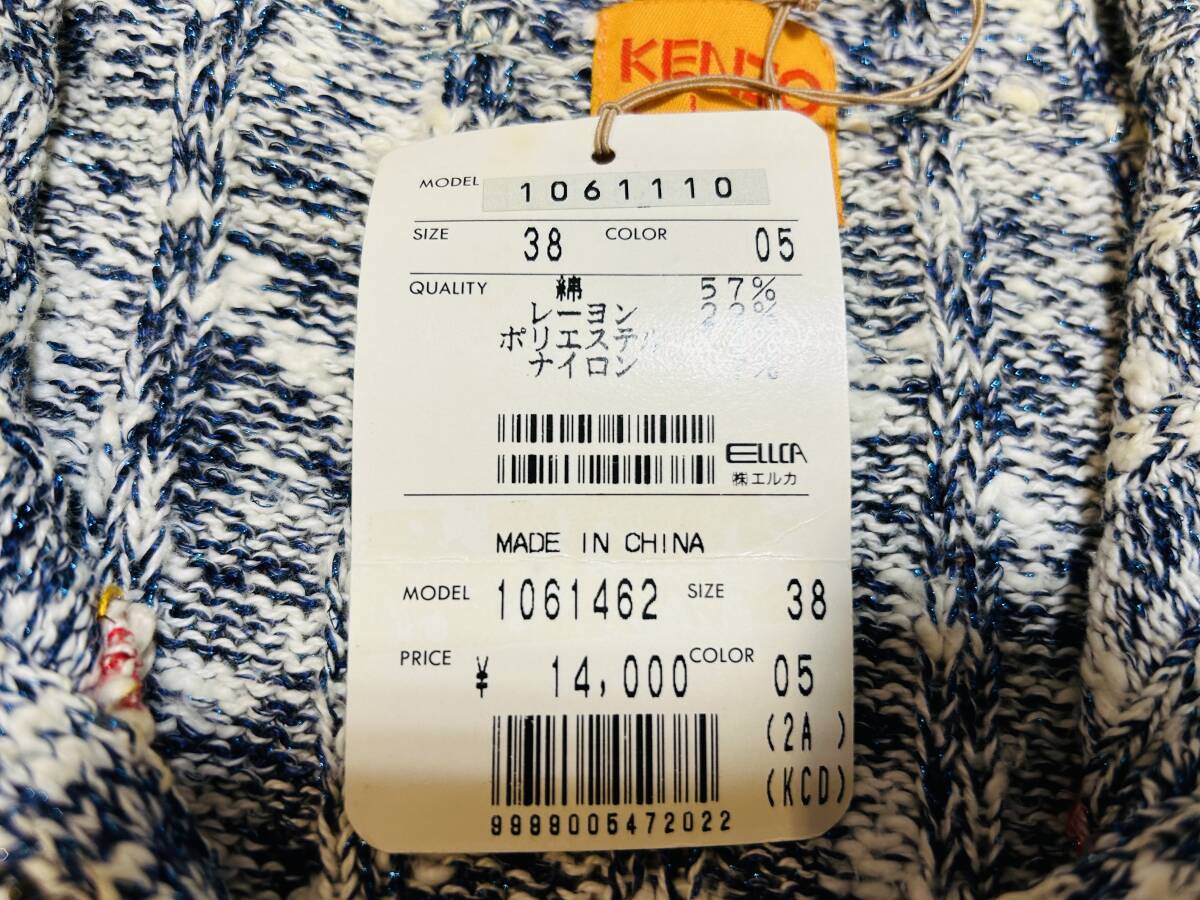 KENZO
MODEL 1061110
SIZE 38 COLOR 05
QUALITY 綿 57%
レーヨン
ポリエステル
ナイロン
ELLCA
㈱エルカ
MADE IN CHINA
MODEL 1061462 SIZE 38
PRICE ¥ 14,000 COLOR 05
(2A )
(KCD)
9999005472022